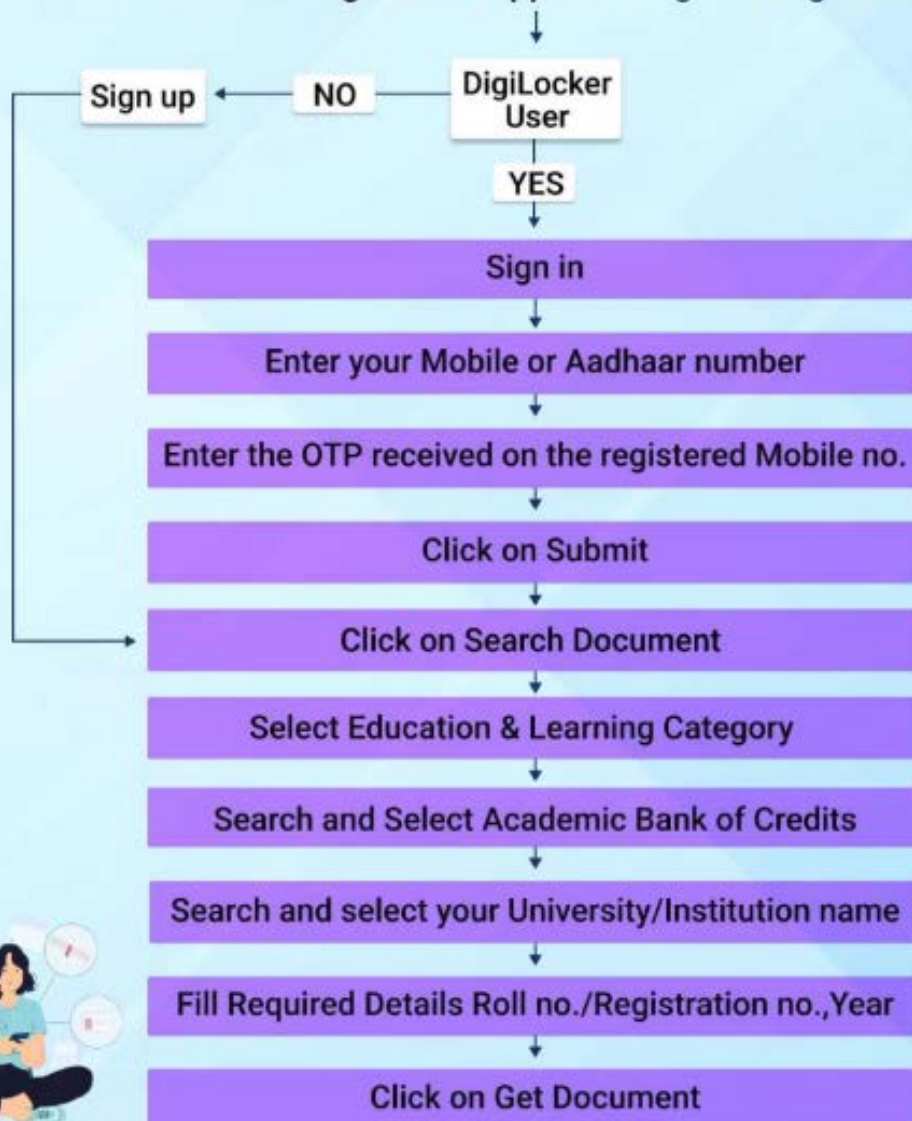 DigiLocker
User
NO
Sign up
YES
Sign in
Enter your Mobile or Aadhaar number
Enter the OTP received on the registered Mobile no.
Click on Submit
Click on Search Document
Select Education & Learning Category
Search and Select Academic Bank of Credits
Search and select your University/Institution name
Fill Required Details Roll no./Registration no.,Year
Click on Get Document